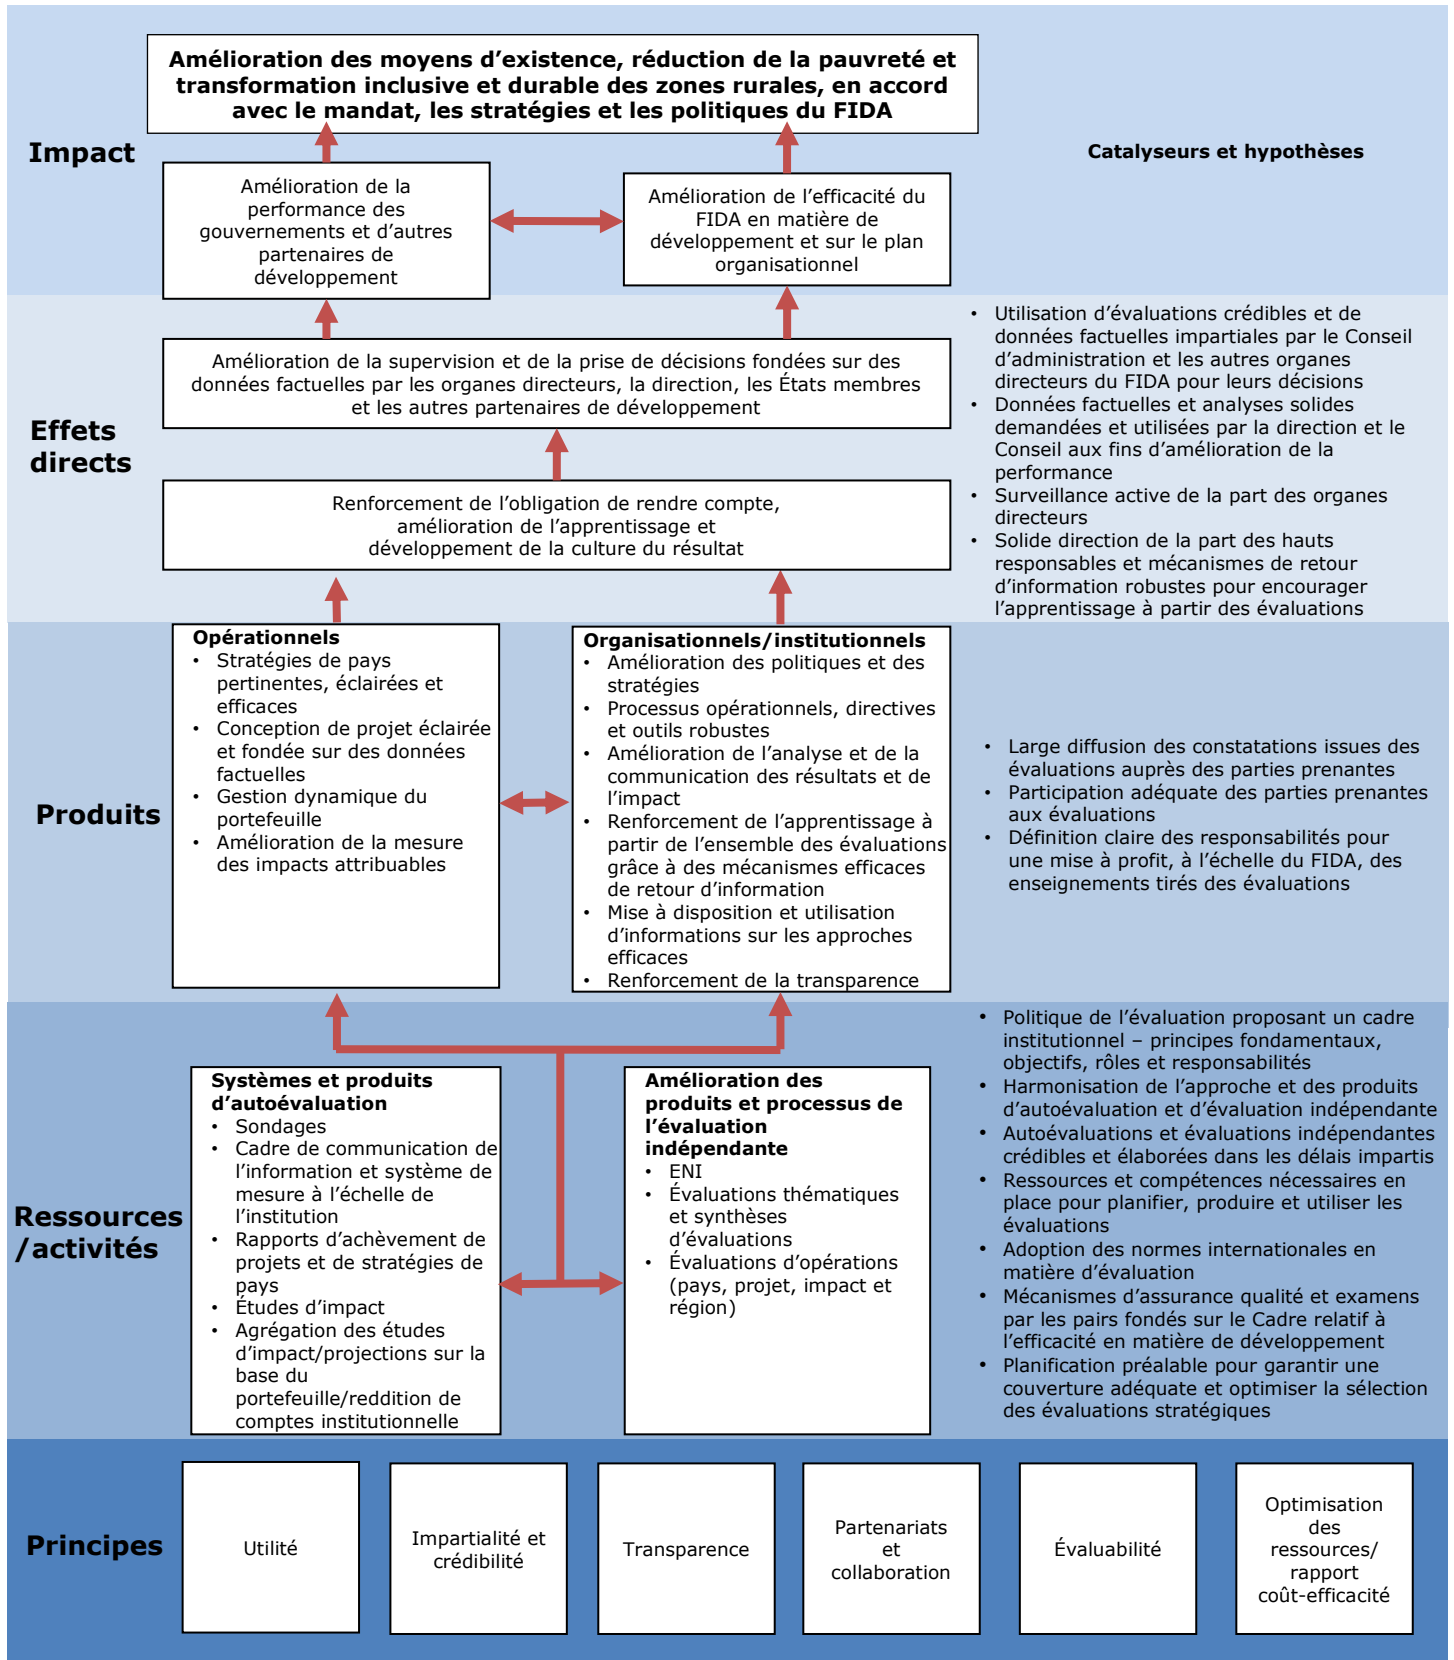 Amélioration des moyens d’existence, réduction de la pauvreté et
transformation inclusive et durable des zones rurales, en accord
avec le mandat, les stratégies et les politiques du FIDA
Impact
Catalyseurs et hypothèses
Amélioration de la
performance des
gouvernements et d’autres
partenaires de
développement
Amélioration de l’efficacité du
FIDA en matière de
développement et sur le plan
organisationnel
Effets
directs
Amélioration de la supervision et de la prise de décisions fondées sur des
données factuelles par les organes directeurs, la direction, les États membres
et les autres partenaires de développement
Renforcement de l’obligation de rendre compte,
amélioration de l’apprentissage et
développement de la culture du résultat
• Utilisation d’évaluations crédibles et de
données factuelles impartiales par le Conseil
d’administration et les autres organes
directeurs du FIDA pour leurs décisions
• Données factuelles et analyses solides
demandées et utilisées par la direction et le
Conseil aux fins d’amélioration de la
performance
• Surveillance active de la part des organes
directeurs
• Solide direction de la part des hauts
responsables et mécanismes de retour
d’information robustes pour encourager
l’apprentissage à partir des évaluations
Produits
Opérationnels
• Stratégies de pays
pertinentes, éclairées et
efficaces
• Conception de projet éclairée
et fondée sur des données
factuelles
• Gestion dynamique du
portefeuille
• Amélioration de la mesure
des impacts attribuables
Organisationnels/institutionnels
• Amélioration des politiques et des
stratégies
• Processus opérationnels, directives
et outils robustes
• Amélioration de l’analyse et de la
communication des résultats et de
l’impact
• Renforcement de l’apprentissage à
partir de l’ensemble des évaluations
grâce à des mécanismes efficaces
de retour d’information
• Mise à disposition et utilisation
d’informations sur les approches
efficaces
• Renforcement de la transparence
• Large diffusion des constatations issues des
évaluations auprès des parties prenantes
• Participation adéquate des parties prenantes
aux évaluations
• Définition claire des responsabilités pour
une mise à profit, à l’échelle du FIDA, des
enseignements tirés des évaluations
Ressources
/activités
Systèmes et produits
d’autoévaluation
• Sondages
• Cadre de communication de
l’information et système de
mesure à l’échelle de
l’institution
• Rapports d’achèvement de
projets et de stratégies de
pays
• Études d’impact
• Agrégation des études
d’impact/projections sur la
base du
portefeuille/reddition de
comptes institutionnelle
Amélioration des
produits et processus de
l’évaluation
indépendante
• ENI
• Évaluations thématiques
et synthèses
d’évaluations
• Évaluations d’opérations
(pays, projet, impact et
région)
• Politique de l’évaluation proposant un cadre
institutionnel – principes fondamentaux,
objectifs, rôles et responsabilités
• Harmonisation de l’approche et des produits
d’autoévaluation et d’évaluation indépendante
• Autoévaluations et évaluations indépendantes
crédibles et élaborées dans les délais impartis
• Ressources et compétences nécessaires en
place pour planifier, produire et utiliser les
évaluations
• Adoption des normes internationales en
matière d’évaluation
• Mécanismes d’assurance qualité et examens
par les pairs fondés sur le Cadre relatif à
l’efficacité en matière de développement
• Planification préalable pour garantir une
couverture adéquate et optimiser la sélection
des évaluations stratégiques
Principes
Utilité
Impartialité et
crédibilité
Transparence
Partenariats
et
collaboration
Évaluabilité
Optimisation
des
ressources/
rapport
coût-efficacité